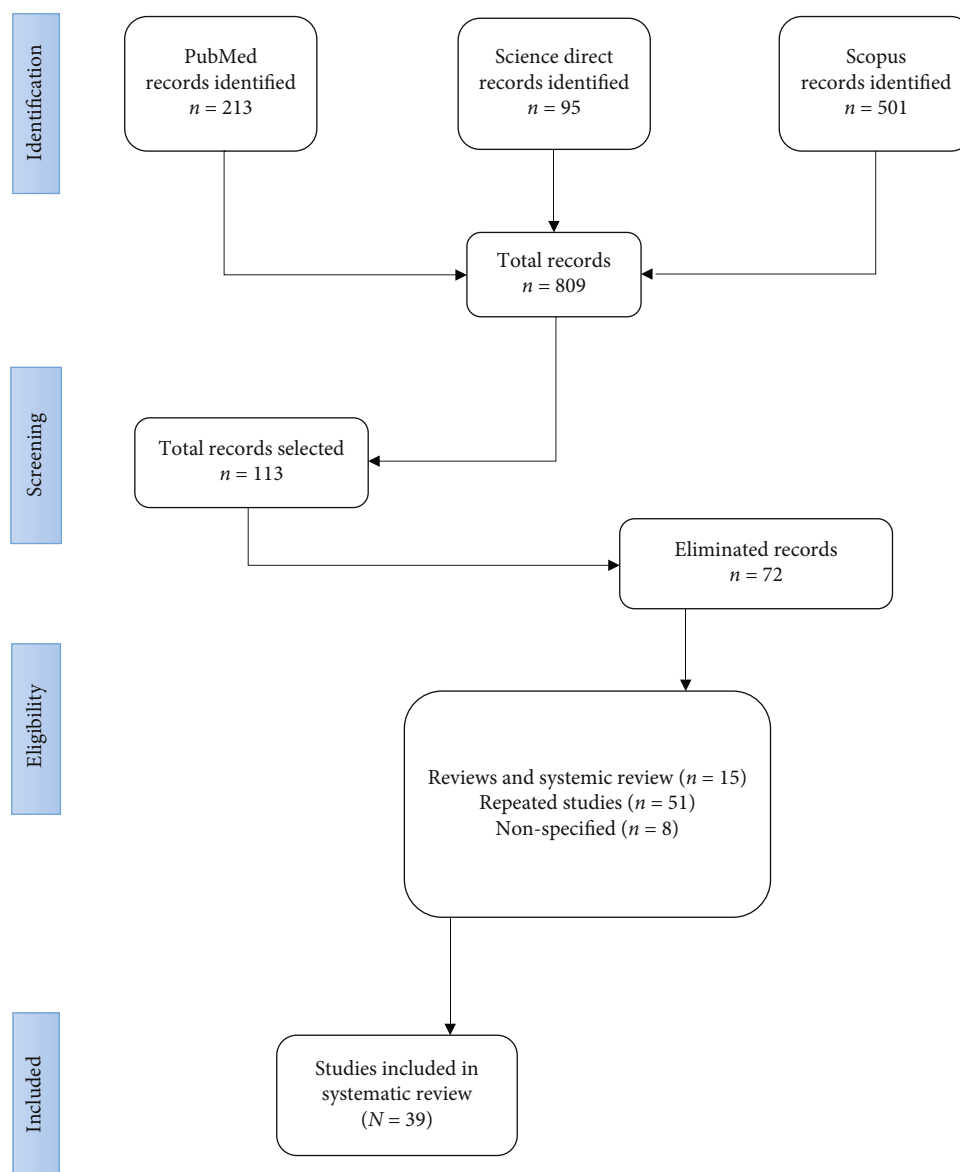 Identification
PubMed
records identified
n = 213
Science direct
records identified
n = 95
Scopus
records identified
n = 501
Total records
n = 809
Screening
Total records selected
n = 113
Eliminated records
n = 72
Eligibility
Reviews and systemic review (n = 15)
Repeated studies (n = 51)
Non-specified (n = 8)
Included
Studies included in
systematic review
(N = 39)